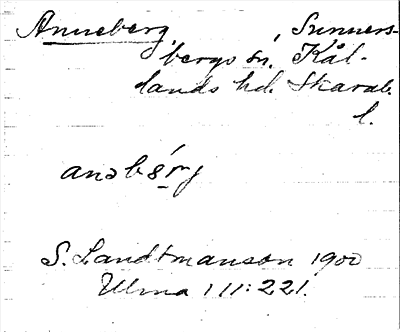 Anneberg, Sunners-
bergs sn. Kål-
lands hd. Skarab.
l.
anəbærj
S. Landtmanson 1900
Ulma 111:221.